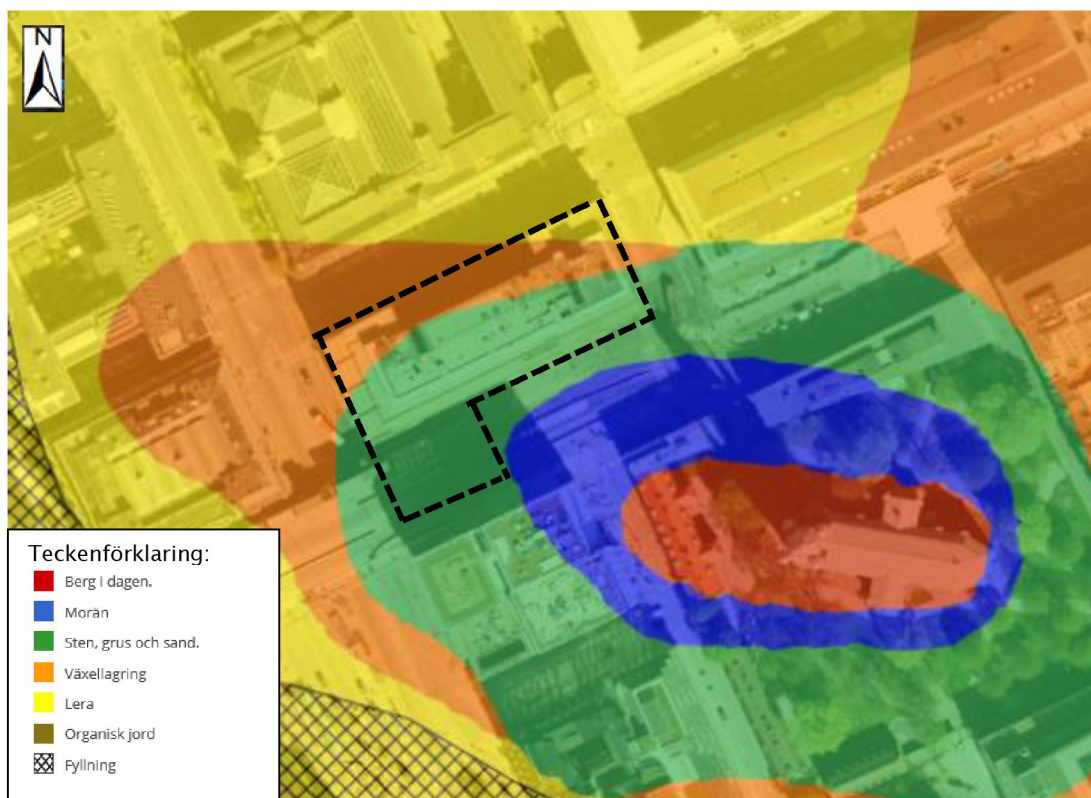 N
Teckenförklaring:
Berg i dagen.
Morän
Sten, grus och sand.
Växellagring
Lera
Organisk jord
Fyllning